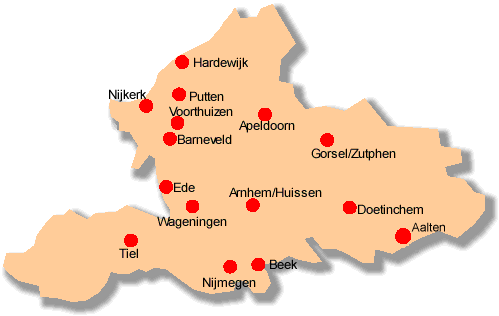 Hardewijk
Nijkerk
Putten
Voorthuizen
Apeldoorn
Barneveld
Gorsel/Zutphen
Ede
Arnhem/Huissen
Wageningen
Doetinchem
Aalten
Tiel
Beek
Nijmegen